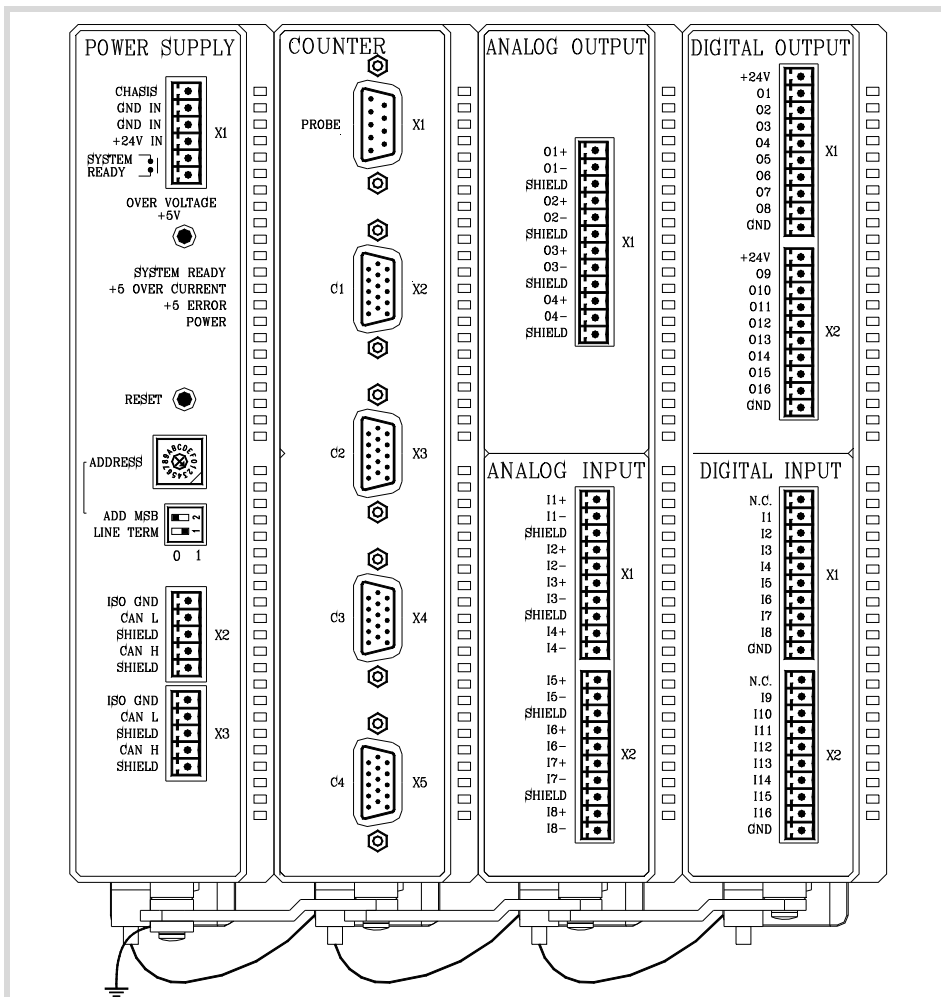 POWER SUPPLY
CHASIS
GND IN
GND IN
+24V IN
SYSTEM
READY
X1
OVER VOLTAGE
+5V
SYSTEM READY
+5 OVER CURRENT
+5 ERROR
POWER
RESET
ADDRESS
0123456789ABCDEF
ADD MSB
LINE TERM
2
1
0 1
ISO GND
CAN L
SHIELD
CAN H
SHIELD
X2
ISO GND
CAN L
SHIELD
CAN H
SHIELD
X3
COUNTER
PROBE
X1
C1
X2
C2
X3
C3
X4
C4
X5
ANALOG OUTPUT
O1+
O1-
SHIELD
O2+
O2-
SHIELD
O3+
O3-
SHIELD
O4+
O4-
SHIELD
X1
ANALOG INPUT
I1+
I1-
SHIELD
I2+
I2-
I3+
I3-
SHIELD
I4+
I4-
X1
I5+
I5-
SHIELD
I6+
I6-
I7+
I7-
SHIELD
I8+
I8-
X2
DIGITAL OUTPUT
+24V
O1
O2
O3
O4
O5
O6
O7
O8
GND
X1
+24V
O9
O10
O11
O12
O13
O14
O15
O16
GND
X2
DIGITAL INPUT
N.C.
I1
I2
I3
I4
I5
I6
I7
I8
GND
X1
N.C.
I9
I10
I11
I12
I13
I14
I15
I16
GND
X2